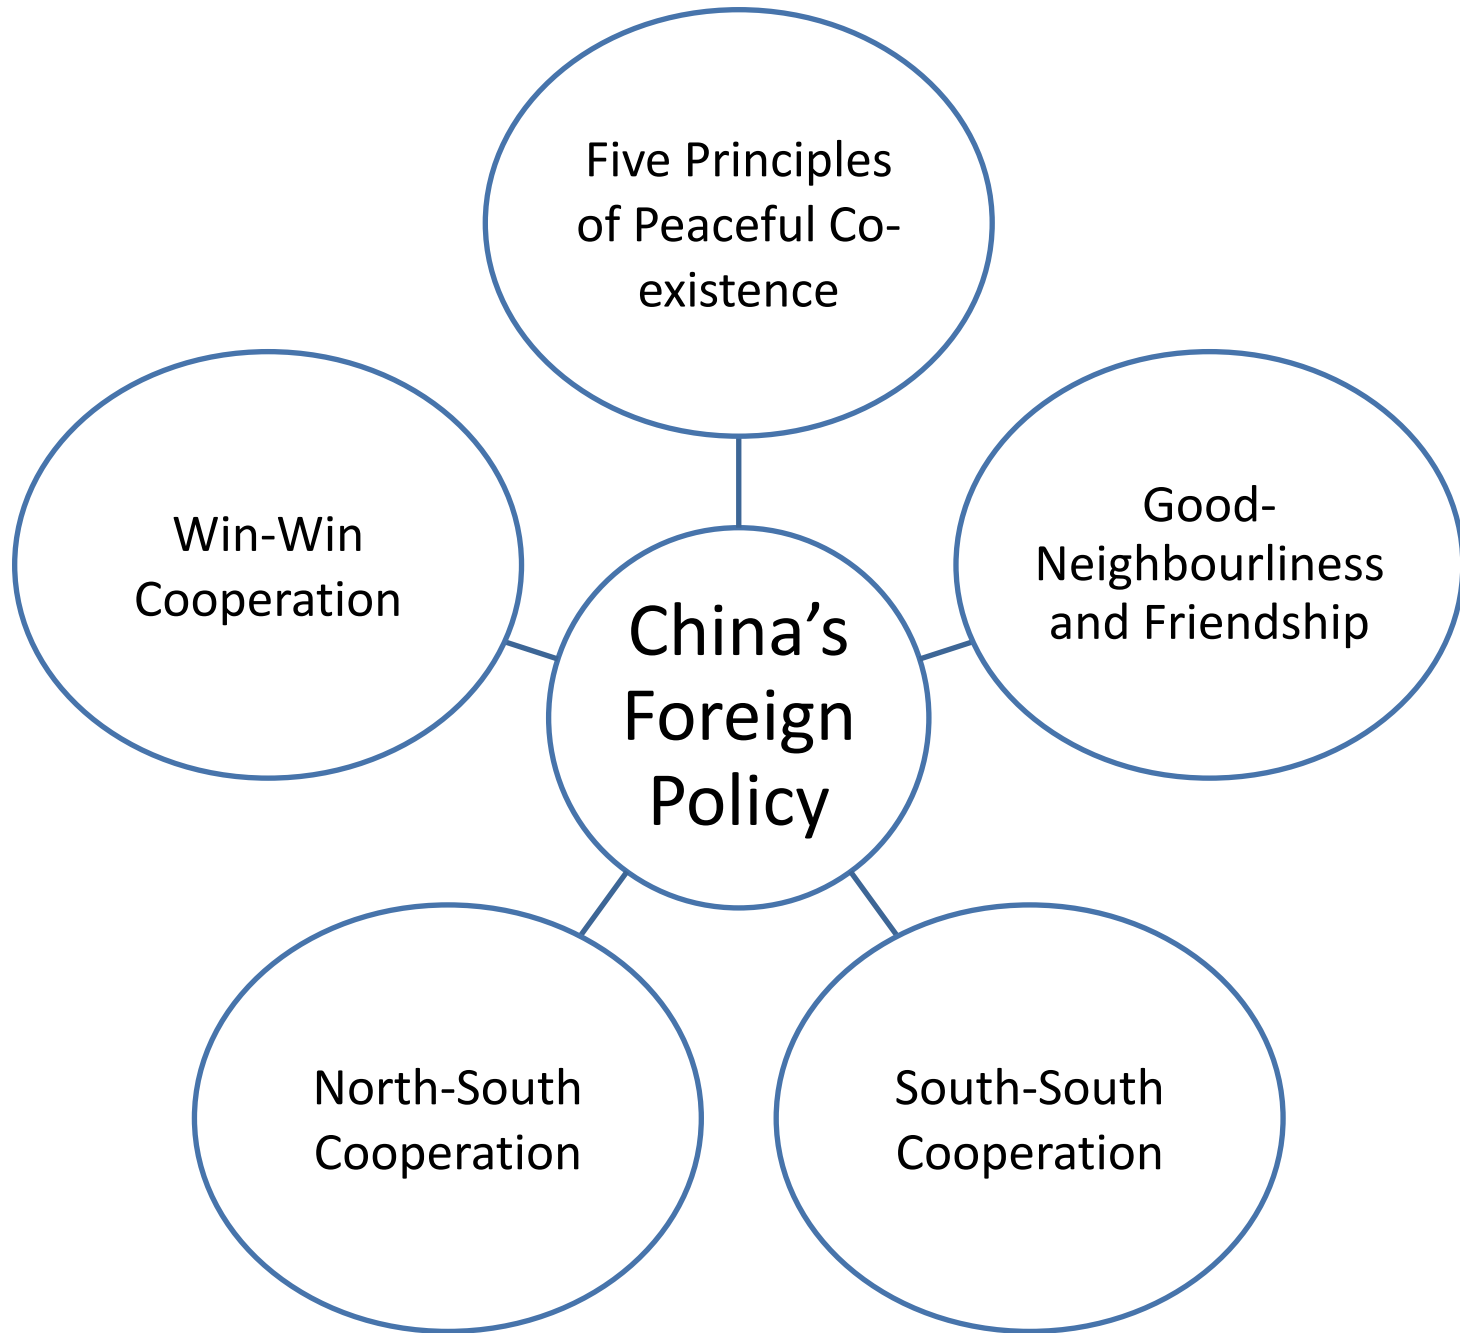 Five Principles
of Peaceful Co-
existence
Win-Win
Cooperation
Good-
Neighbourliness
and Friendship
China’s
Foreign
Policy
North-South
Cooperation
South-South
Cooperation